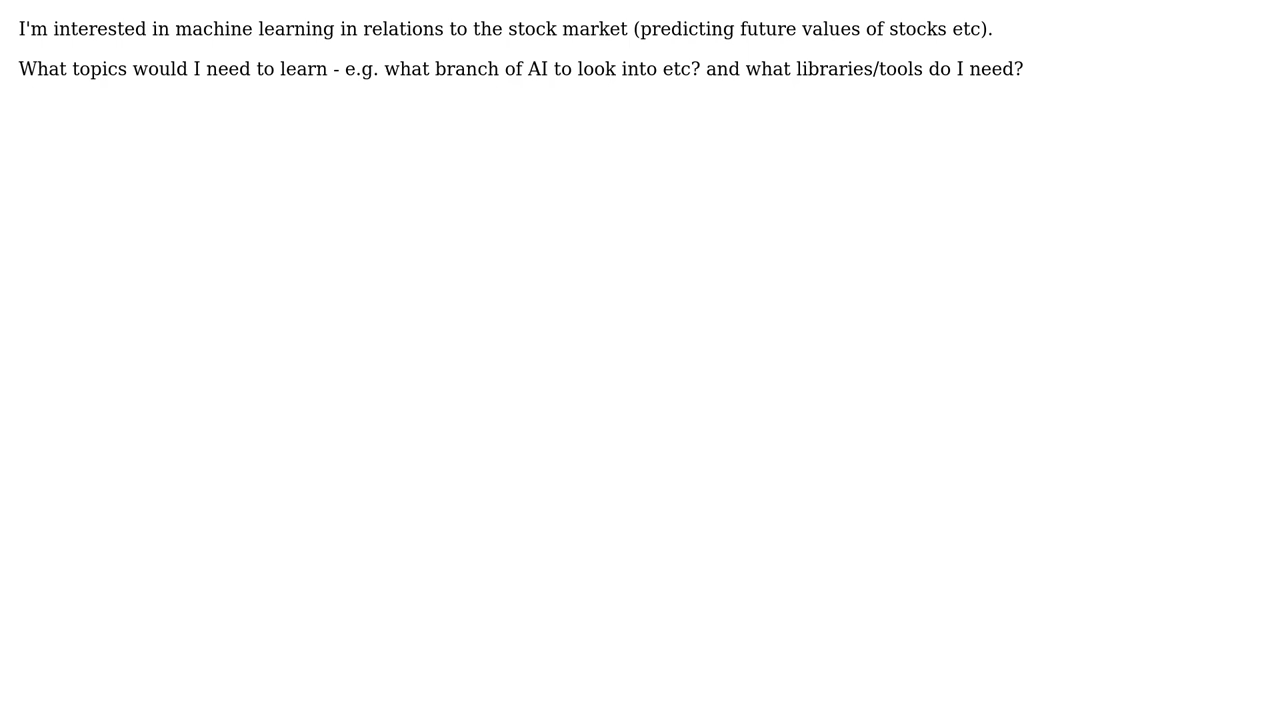 I'm interested in machine learning in relations to the stock market (predicting future values of stocks etc).
What topics would I need to learn - e.g. what branch of AI to look into etc? and what libraries/tools do I need?